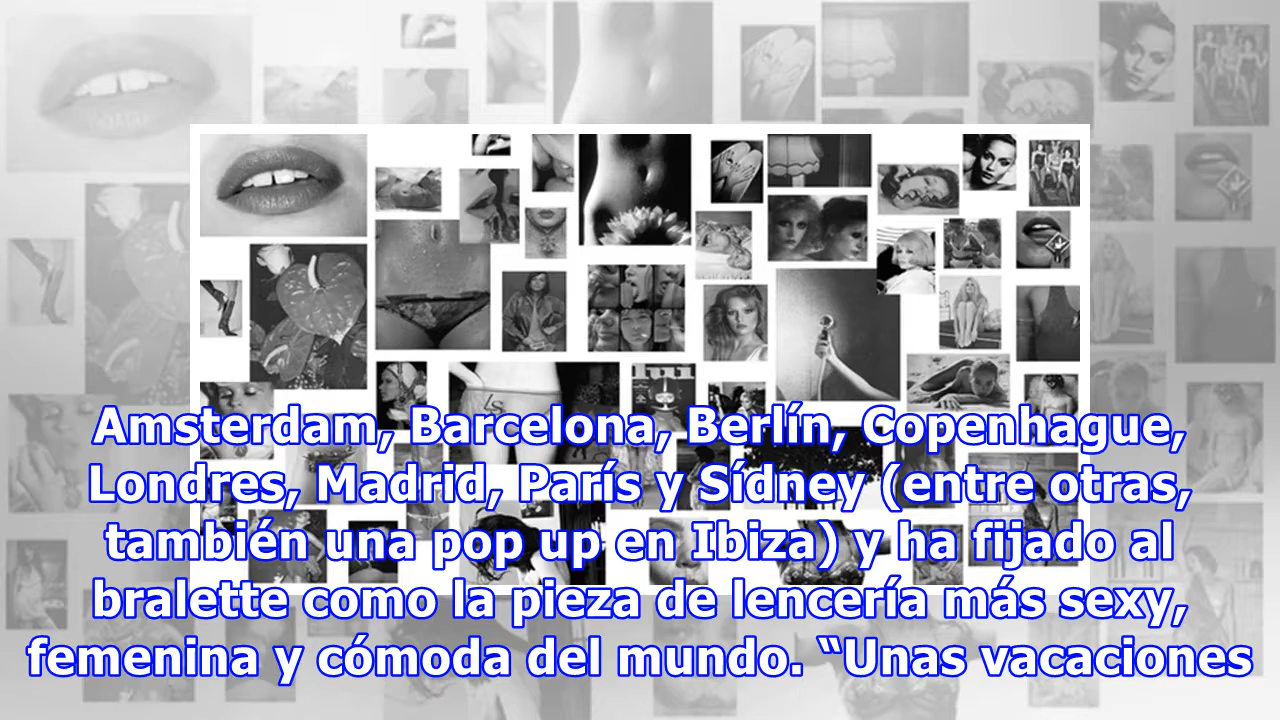 Amsterdam, Barcelona, Berlín, Copenhague,
Londres, Madrid, París y Sídney (entre otras,
también una pop up en Ibiza) y ha fijado al
bralette como la pieza de lencería más sexy,
femenina y cómoda del mundo. “Unas vacaciones